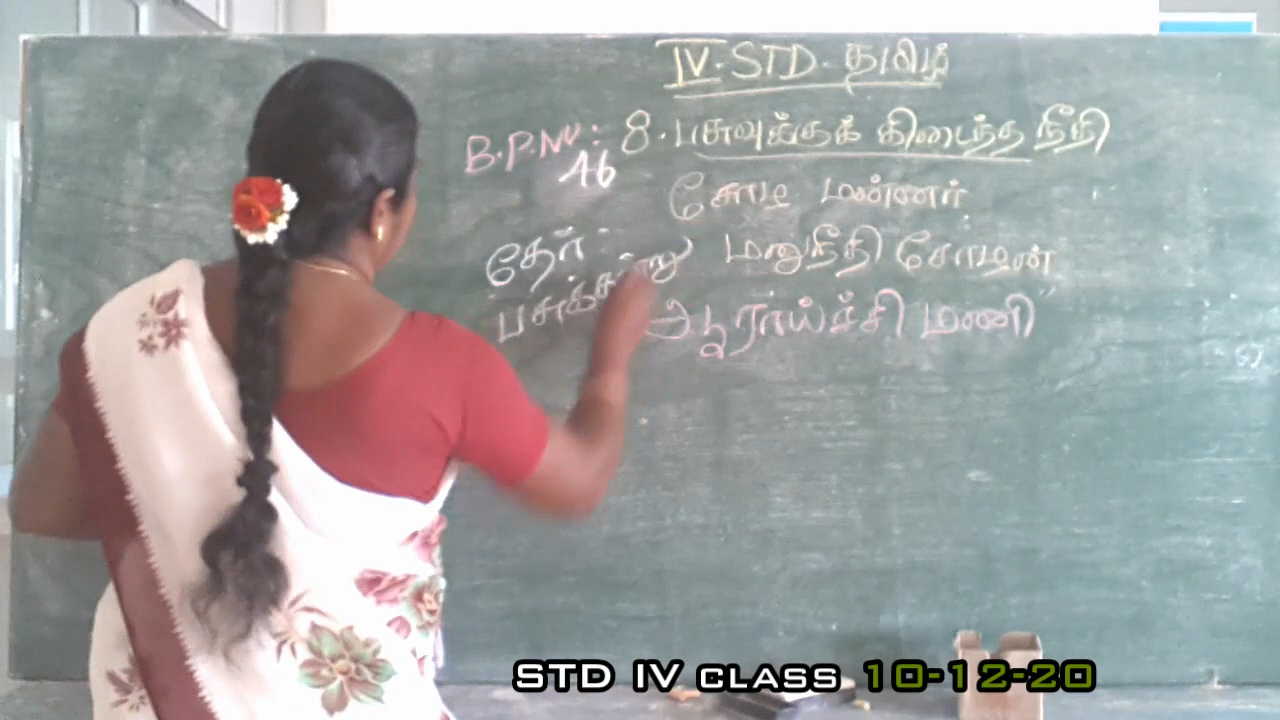 IV. STD. தமிழ்
B.P.No: 46
8. பசுவுக்குக் கிடைத்த நீதி
சோழ மன்னர்
தேர் மனுநீதி சோழன்
பசுக்கன்று
ஆராய்ச்சி மணி
STD IV CLASS 10-12-20